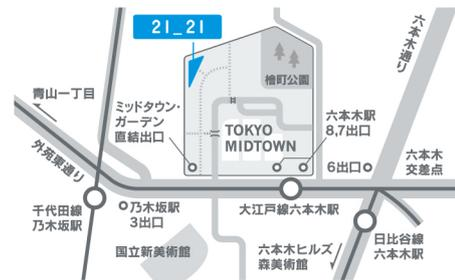 21_21
六本木通り
檜町公園
青山一丁目
ミッドタウン・
ガーデン
直結出口
TOKYO
MIDTOWN
六本木駅
8,7出口
外苑東通り
6出口
六本木
交差点
千代田線
乃木坂駅
乃木坂駅
3出口
大江戸線六本木駅
国立新美術館
六本木ヒルズ
森美術館
日比谷線
六本木駅